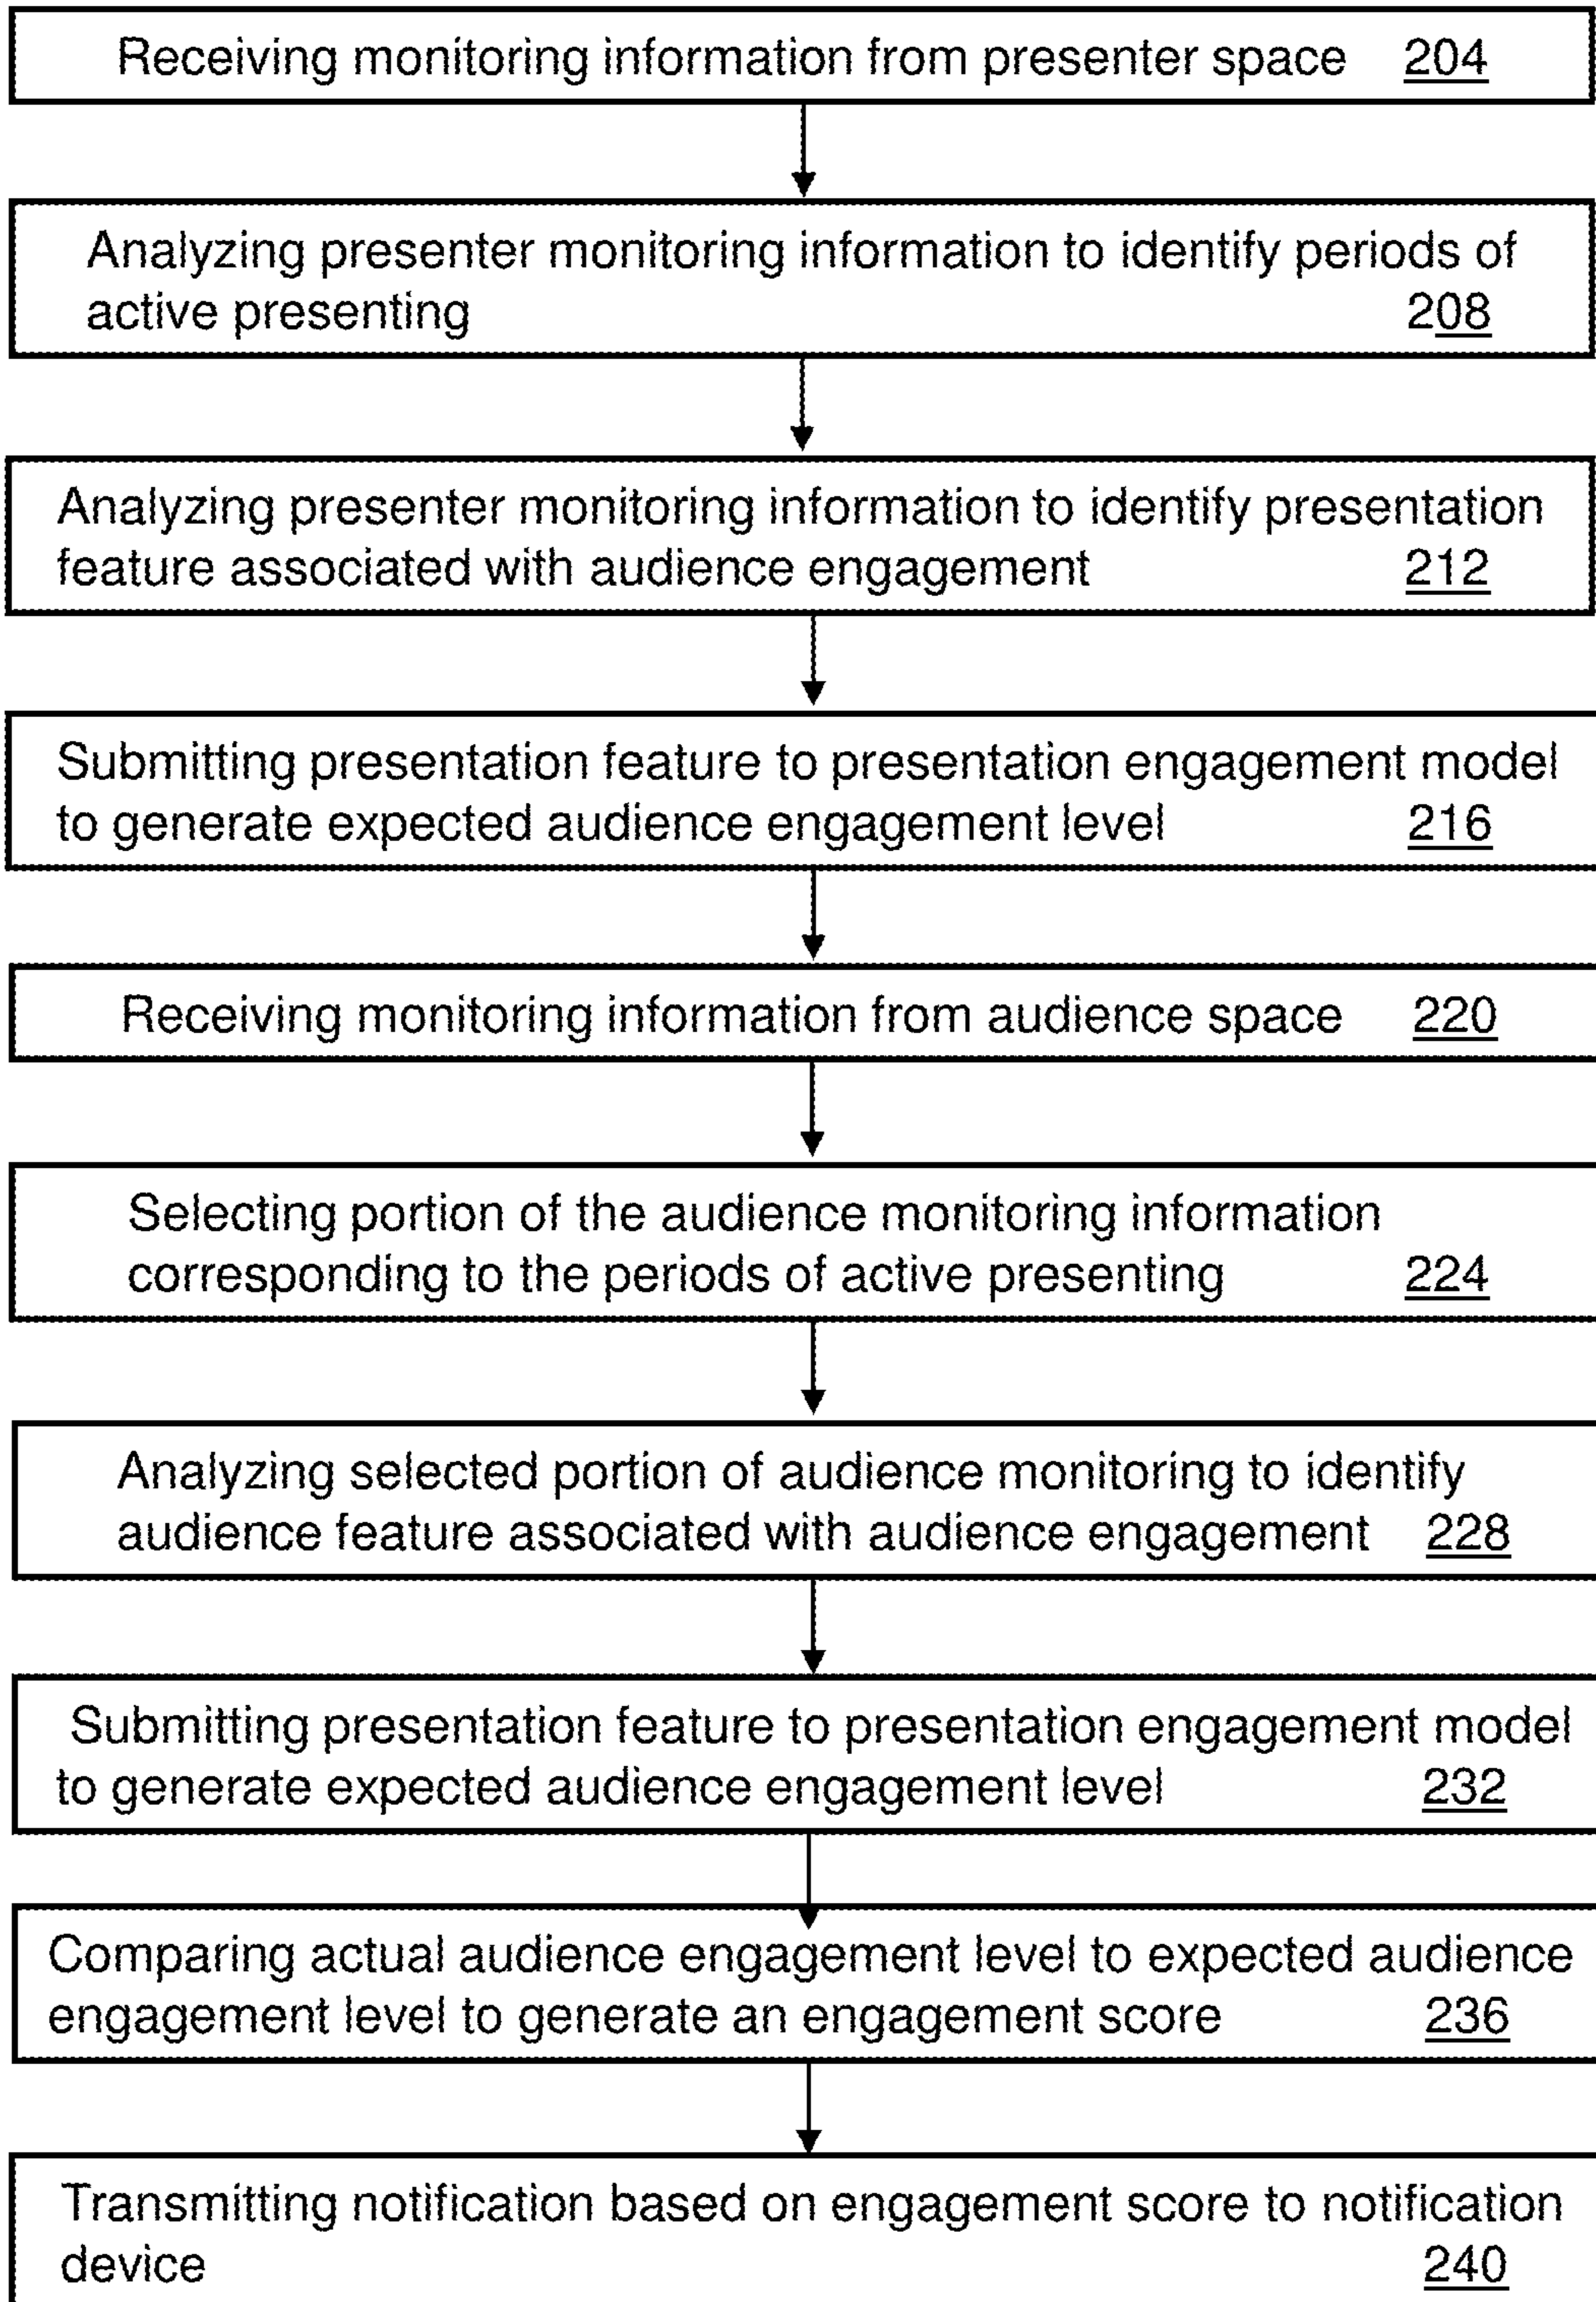 Receiving monitoring information from presenter space 204
Analyzing presenter monitoring information to identify periods of
active presenting 208
Analyzing presenter monitoring information to identify presentation
feature associated with audience engagement 212
Submitting presentation feature to presentation engagement model
to generate expected audience engagement level 216
Receiving monitoring information from audience space 220
Selecting portion of the audience monitoring information
corresponding to the periods of active presenting 224
Analyzing selected portion of audience monitoring to identify
audience feature associated with audience engagement 228
Submitting presentation feature to presentation engagement model
to generate expected audience engagement level 232
Comparing actual audience engagement level to expected audience
engagement level to generate an engagement score 236
Transmitting notification based on engagement score to notification
device 240